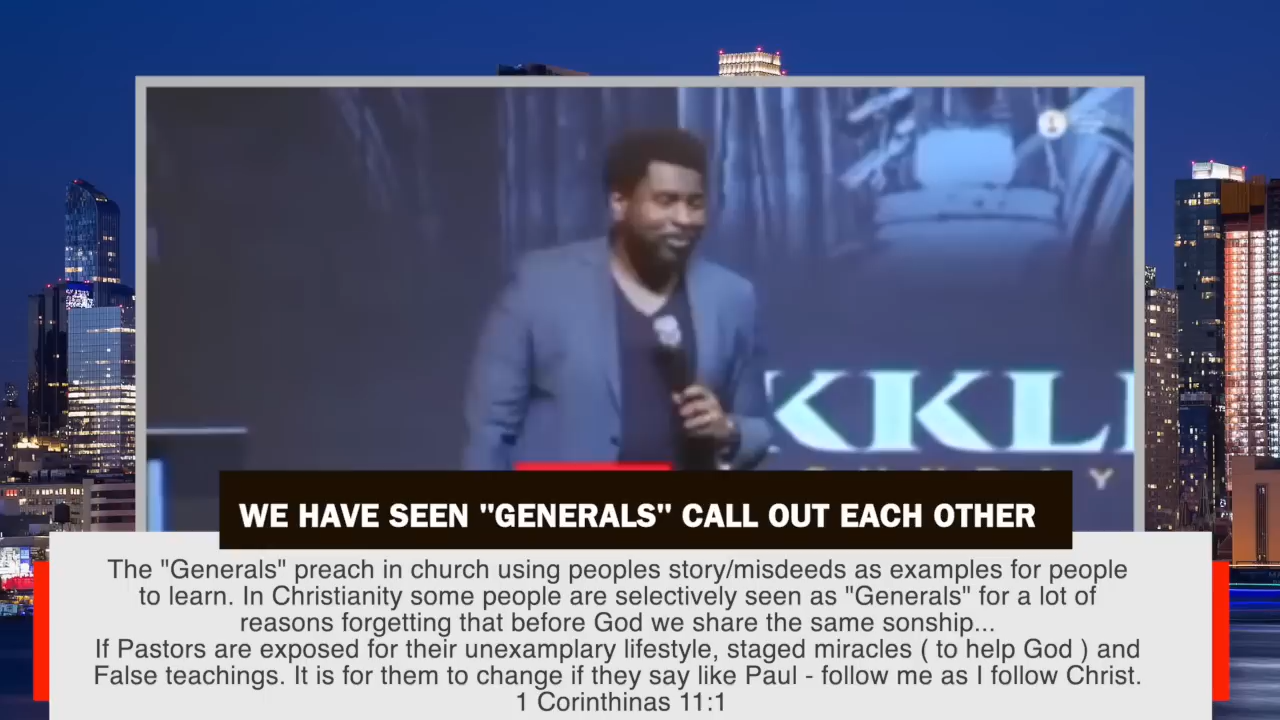 KKL
WE HAVE SEEN "GENERALS" CALL OUT EACH OTHER
The "Generals" preach in church using peoples story/misdeeds as examples for people
to learn. In Christianity some people are selectively seen as "Generals" for a lot of
reasons forgetting that before God we share the same sonship...
If Pastors are exposed for their unexamplary lifestyle, staged miracles ( to help God ) and
False teachings. It is for them to change if they say like Paul - follow me as I follow Christ.
1 Corinthinas 11:1